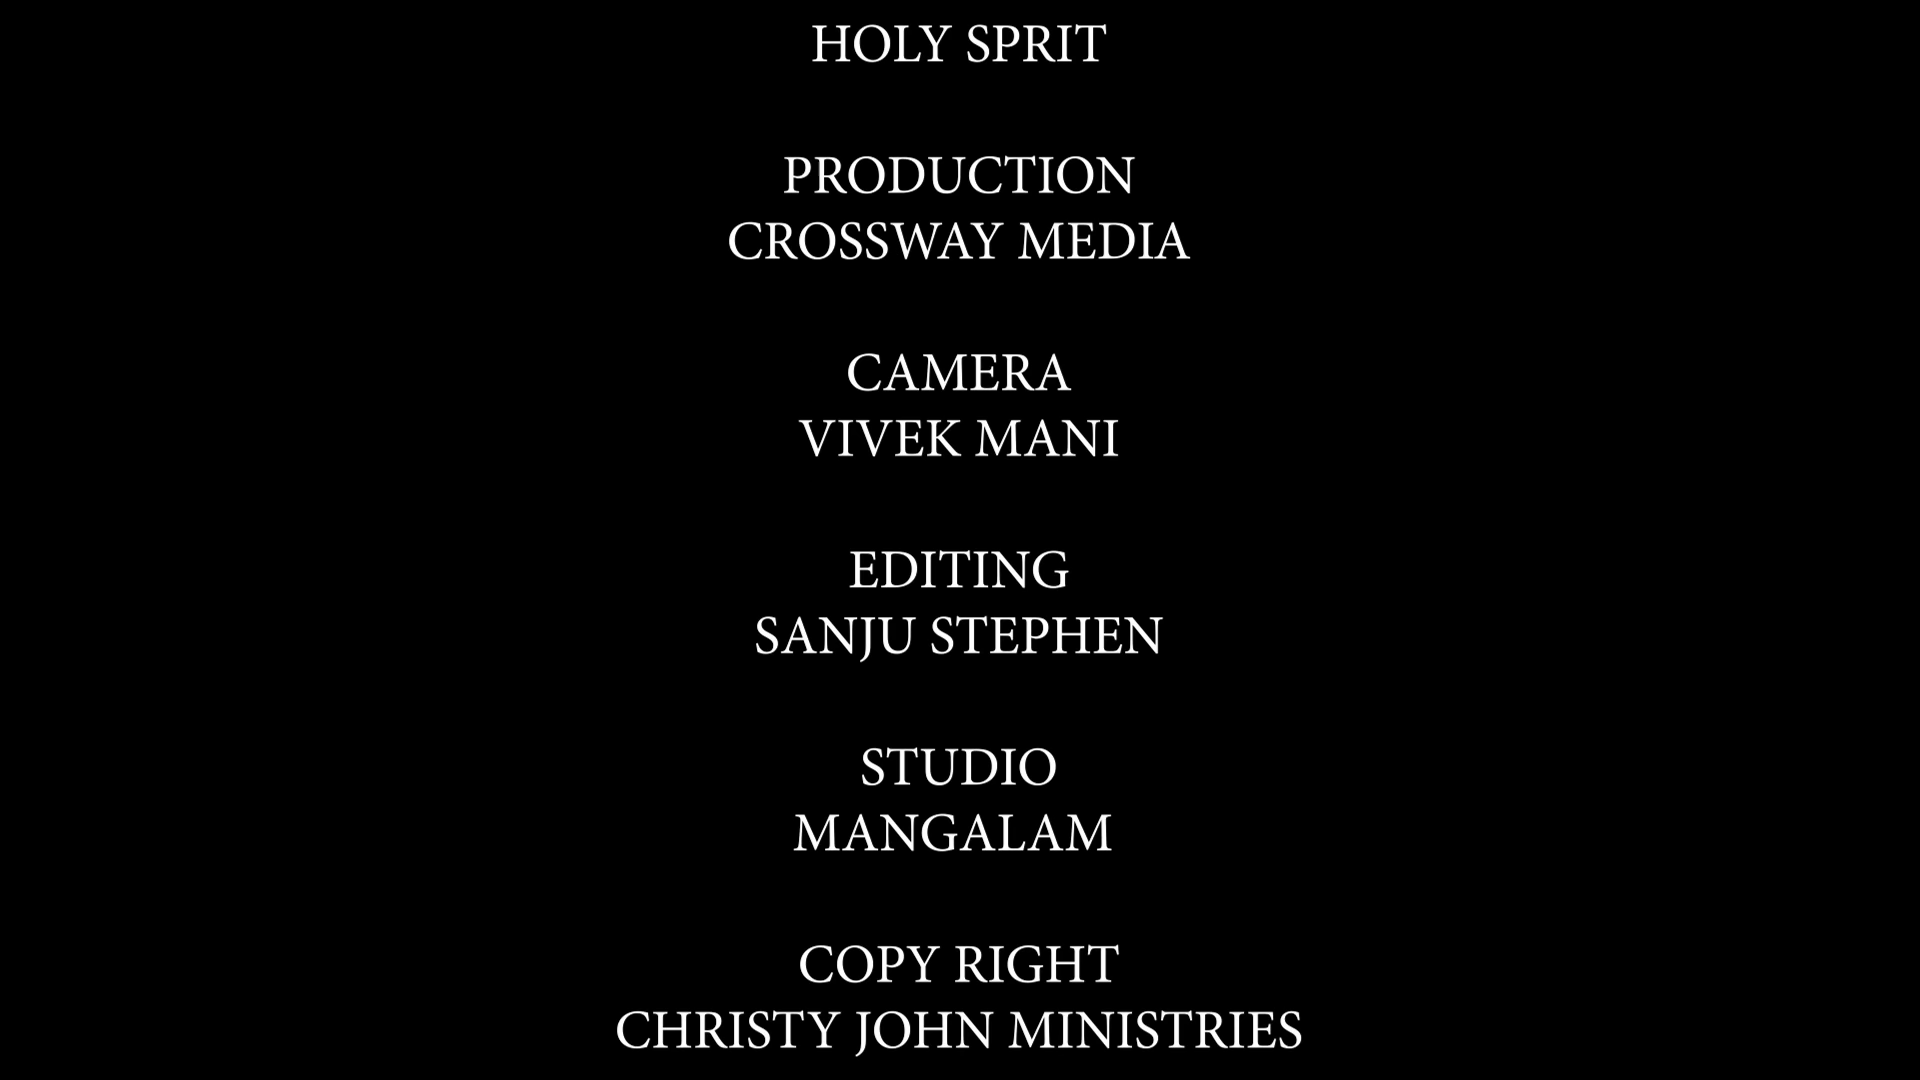 HOLY SPRIT
PRODUCTION
CROSSWAY MEDIA
CAMERA
VIVEK MANI
EDITING
SANJU STEPHEN
STUDIO
MANGALAM
COPY RIGHT
CHRISTY JOHN MINISTRIES